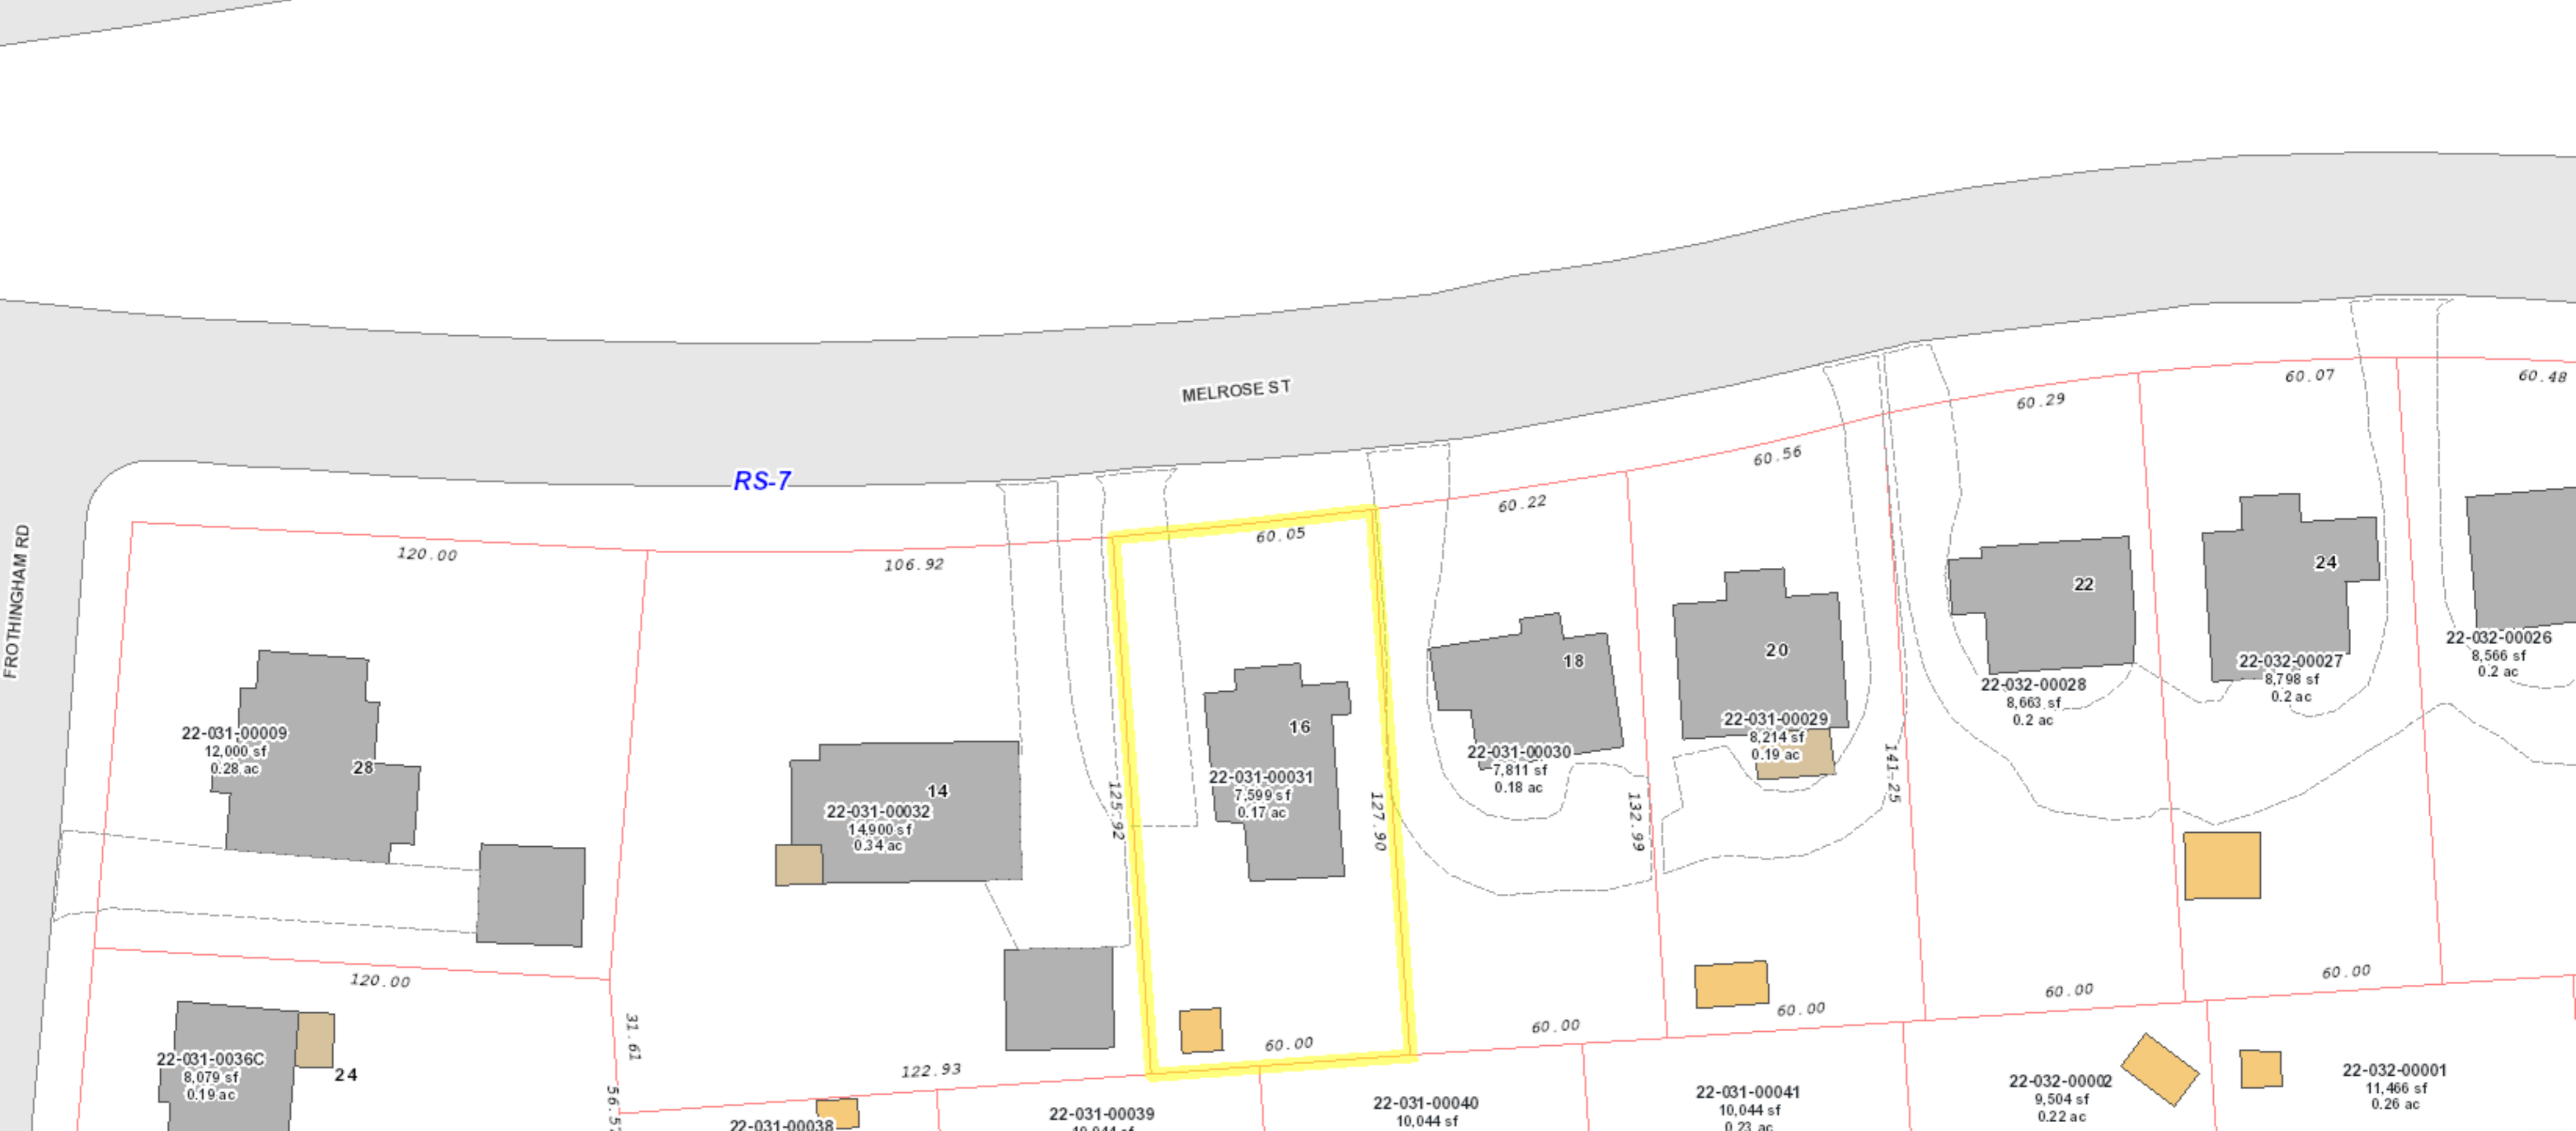 MELROSE ST
RS-7
FROTHINGHAM RD
120.00
106.92
60.05
60.22
60.56
60.29
60.07
60.48
22-031-00009
12,000 sf
0.28 ac
28
14
22-031-00032
14,900 sf
0.34 ac
125.92
16
22-031-00031
7,599 sf
0.17 ac
127.90
18
22-031-00030
7,811 sf
0.18 ac
132.99
20
22-031-00029
8,214 sf
0.19 ac
141.25
22
22-032-00028
8,663 sf
0.2 ac
24
22-032-00027
8,798 sf
0.2 ac
22-032-00026
8,566 sf
0.2 ac
120.00
31.61
122.93
60.00
60.00
60.00
60.00
60.00
22-031-0036C
8,079 sf
0.19 ac
24
22-031-00038
22-031-00039
22-031-00040
10,044 sf
22-031-00041
10,044 sf
0.23 ac
22-032-00002
9,504 sf
0.22 ac
22-032-00001
11,466 sf
0.26 ac